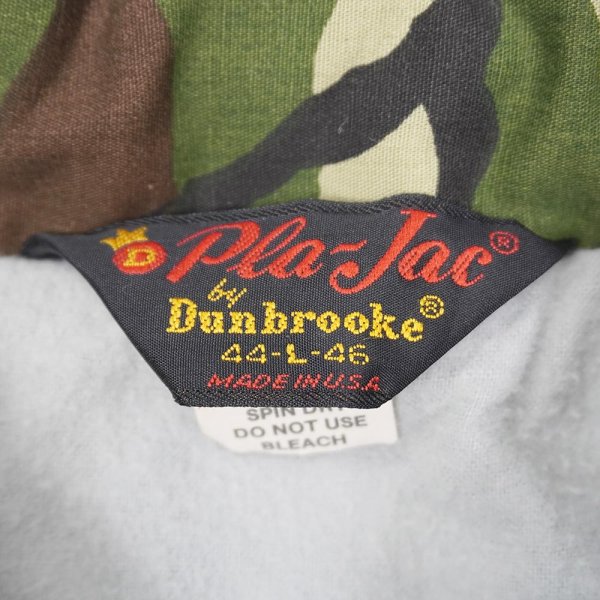 D
Pla-Jac®
by
Dunbrooke®
44-L-46
MADE IN U.S.A
SPIN DRY
DO NOT USE
BLEACH